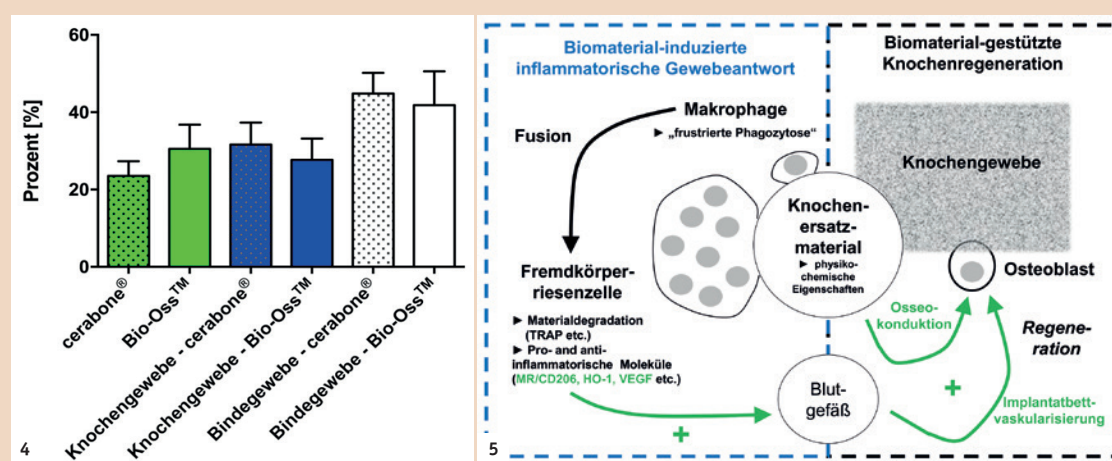 60
40
20
0
Prozent [%]
cerabone®
Bio-Oss™
Knochengewebe - cerabone®
Knochengewebe - Bio-Oss™
Bindegewebe - cerabone®
Bindegewebe - Bio-Oss™
4
Biomaterial-induzierte
inflammatorische Gewebeantwort
Makrophage
► „frustrierte Phagozytose“
Fusion
Fremdkörper-
riesenzelle
► Materialdegradation
(TRAP etc.)
► Pro- and anti-
inflammatorische Moleküle
(MR/CD206, HO-1, VEGF etc.)
+
Knochen-
ersatz-
material
► physiko-
chemische
Eigenschaften
Blut-
gefäß
Biomaterial-gestützte
Knochenregeneration
Knochengewebe
Osteoblast
Osseo-
konduktion
Regene-
ration
+
Implantatbett-
vaskularisierung
5